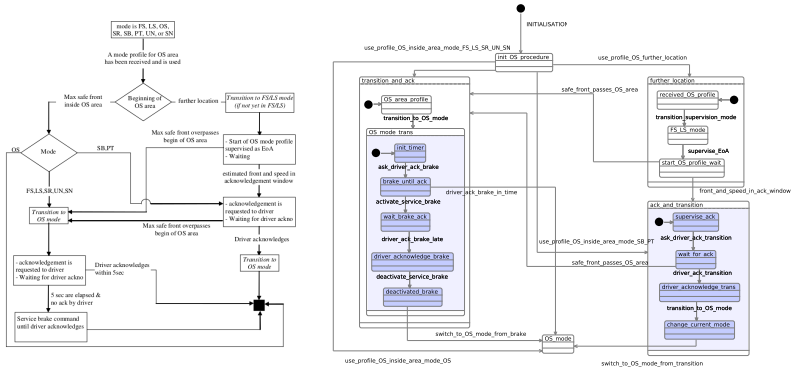 mode is FS, LS, OS,
SR, SB, PT, UN, or SN
A mode profile for OS area
has been received and is used
Max safe front
inside OS area
Beginning of
OS area
further location
Transition to FS/LS mode
(if not yet in FS/LS)
Max safe front overpasses
begin of OS area
- Start of OS mode profile
supervised as EoA
- Waiting
OS
Mode
SB,PT
estimated front and speed in
acknowledgement window
FS,LS,SR,UN,SN
Transition to
OS mode
- acknowledgement is
requested to driver
- Waiting for driver ackno
Max safe front overpasses
begin of OS area
Driver acknowledges
- acknowledgement is
requested to driver
- Waiting for driver ackno
Driver acknowledges
within 5sec
Transition to
OS mode
5 sec are elapsed &
no ack by driver
Service brake command
until driver acknowledges
INITIALISATION
use_profile_OS_inside_area_mode_FS_LS_SR_UN_SN
init_OS_procedure
use_profile_OS_further_location
transition_and_ack
safe_front_passes_OS_area
further_location
OS_area_profile
transition_to_OS_mode
received_OS_profile
transition_supervision_mode
OS_mode_trans
FS_LS_mode
init_timer
supervise_EoA
ask_driver_ack_brake
start_OS_profile_wait
brake_until_ack
driver_ack_brake_in_time
front_and_speed_in_ack_window
activate_service_brake
ack_and_transition
wait_brake_ack
supervise_ack
driver_ack_brake_late
use_profile_OS_inside_area_mode_SB_PT
ask_driver_ack_transition
driver_acknowledge_brake
safe_front_passes_OS_area
wait_for_ack
deactivate_service_brake
driver_ack_transition
deactivated_brake
driver_acknowledge_trans
transition_to_OS_mode
switch_to_OS_mode_from_brake
change_current_mode
OS_mode
use_profile_OS_inside_area_mode_OS
switch_to_OS_mode_from_transition